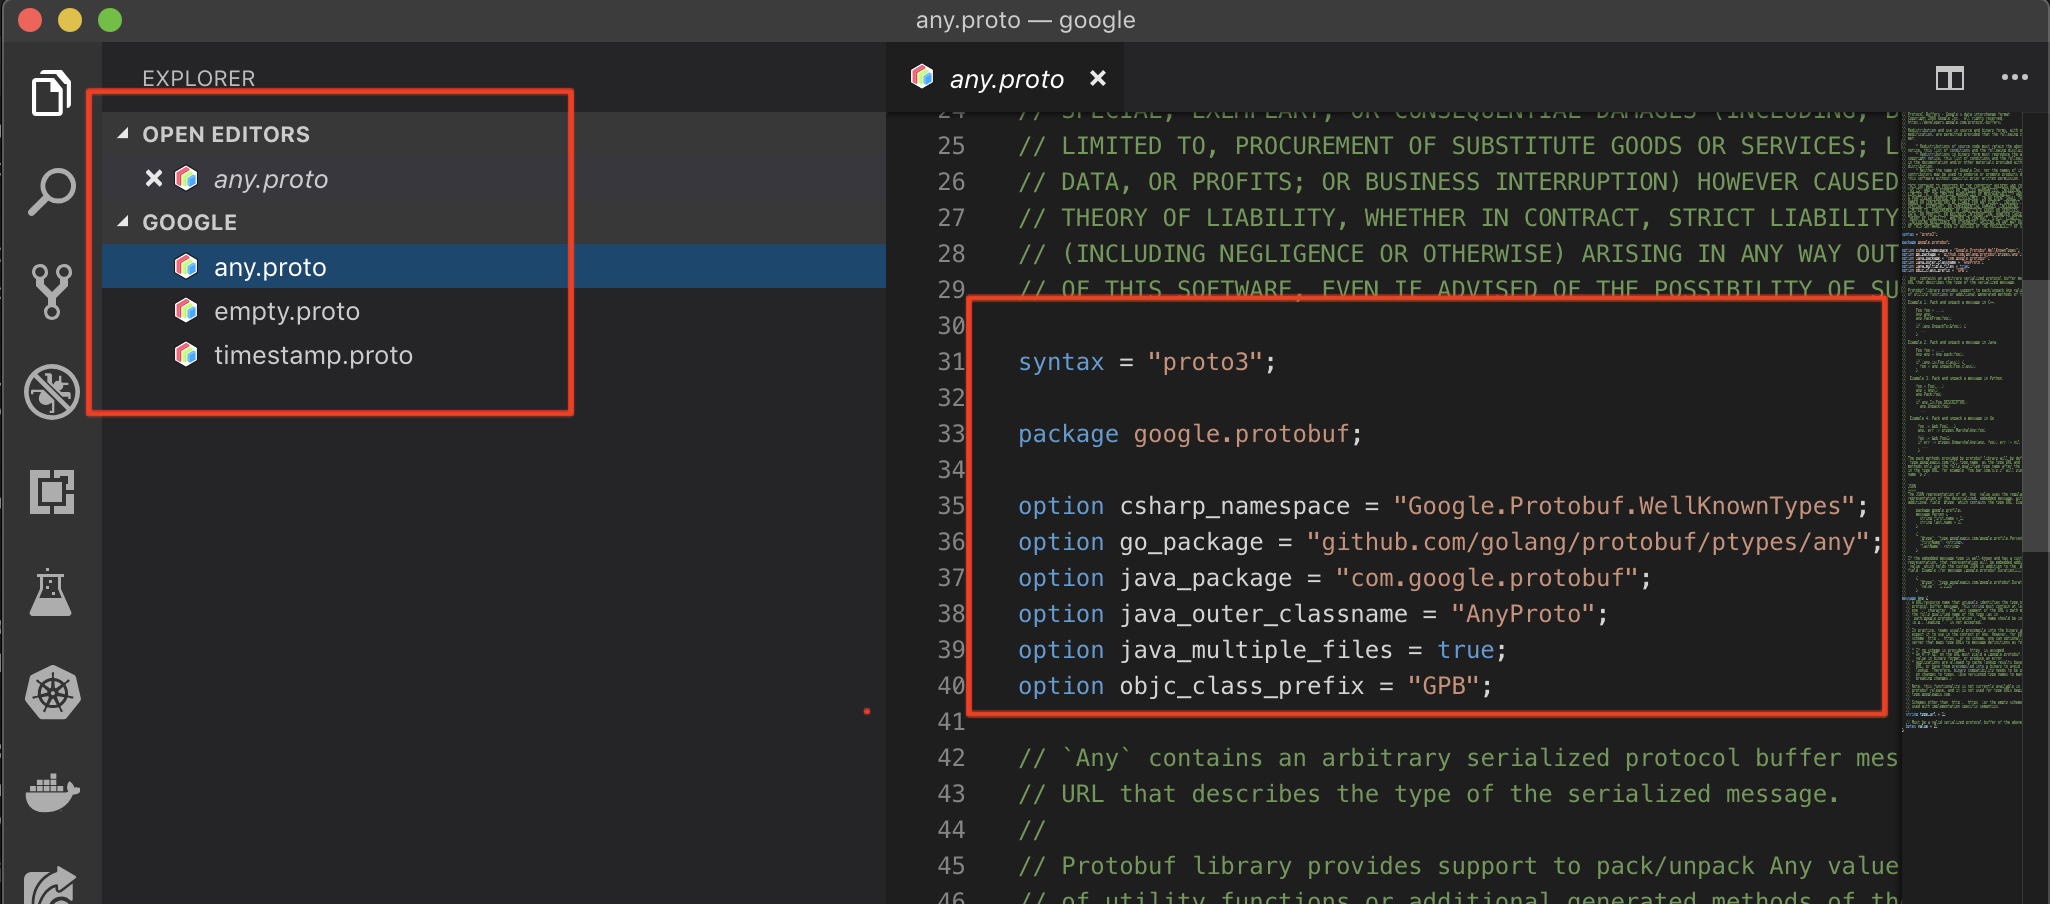 any.proto — google
EXPLORER
OPEN EDITORS
any.proto
GOOGLE
any.proto
empty.proto
timestamp.proto
any.proto
24 // SPECIAL, EXEMPLARY, OR CONSEQUENTIAL DAMAGES (INCLUDING, B
25 // LIMITED TO, PROCUREMENT OF SUBSTITUTE GOODS OR SERVICES; L
26 // DATA, OR PROFITS; OR BUSINESS INTERRUPTION) HOWEVER CAUSED
27 // THEORY OF LIABILITY, WHETHER IN CONTRACT, STRICT LIABILITY
28 // (INCLUDING NEGLIGENCE OR OTHERWISE) ARISING IN ANY WAY OUT
29 // OF THIS SOFTWARE, EVEN IF ADVISED OF THE POSSIBILITY OF SU
30
31 syntax = "proto3";
32
33 package google.protobuf;
34
35 option csharp_namespace = "Google.Protobuf.WellKnownTypes";
36 option go_package = "github.com/golang/protobuf/ptypes/any";
37 option java_package = "com.google.protobuf";
38 option java_outer_classname = "AnyProto";
39 option java_multiple_files = true;
40 option objc_class_prefix = "GPB";
41
42 // `Any` contains an arbitrary serialized protocol buffer mes
43 // URL that describes the type of the serialized message.
44 //
45 // Protobuf library provides support to pack/unpack Any value
46 // of utility functions or additional generated methods of th